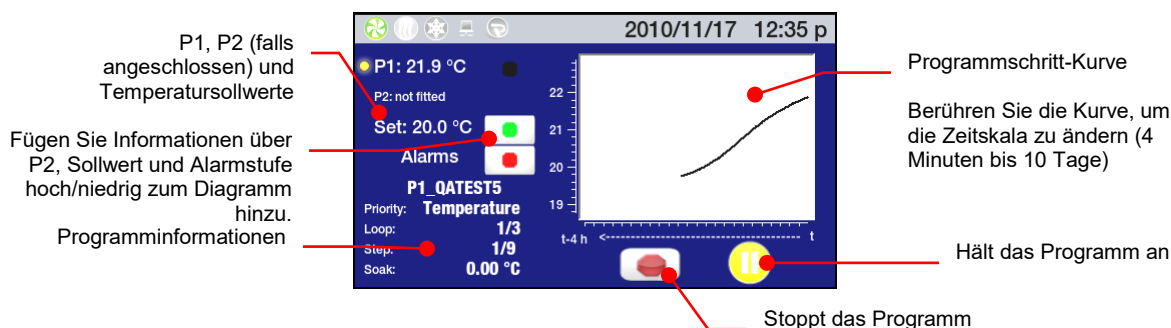 2010/11/17 12:35 p
P1, P2 (falls
angeschlossen) und
Temperatursollwerte
Fügen Sie Informationen über
P2, Sollwert und Alarmstufe
hoch/niedrig zum Diagramm
hinzu.
Programminformationen
P1: 21.9 °C
P2: not fitted
Set: 20.0 °C
Alarms
P1_QATEST5
Priority: Temperature
Loop: 1/3
Step: 1/9
Soak: 0.00 °C
22
21
20
19
t-4 h <---------------------------------- t
Programmschritt-Kurve
Berühren Sie die Kurve, um
die Zeitskala zu ändern (4
Minuten bis 10 Tage)
Hält das Programm an
Stoppt das Programm